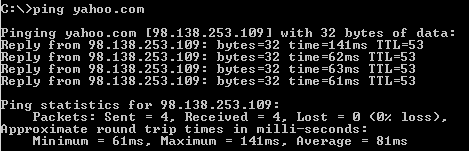 C:\>ping yahoo.com
Pinging yahoo.com [98.138.253.109] with 32 bytes of data:
Reply from 98.138.253.109: bytes=32 time=141ms TTL=53
Reply from 98.138.253.109: bytes=32 time=62ms TTL=53
Reply from 98.138.253.109: bytes=32 time=63ms TTL=53
Reply from 98.138.253.109: bytes=32 time=61ms TTL=53
Ping statistics for 98.138.253.109:
Packets: Sent = 4, Received = 4, Lost = 0 (0% loss),
Approximate round trip times in milli-seconds:
Minimum = 61ms, Maximum = 141ms, Average = 81ms